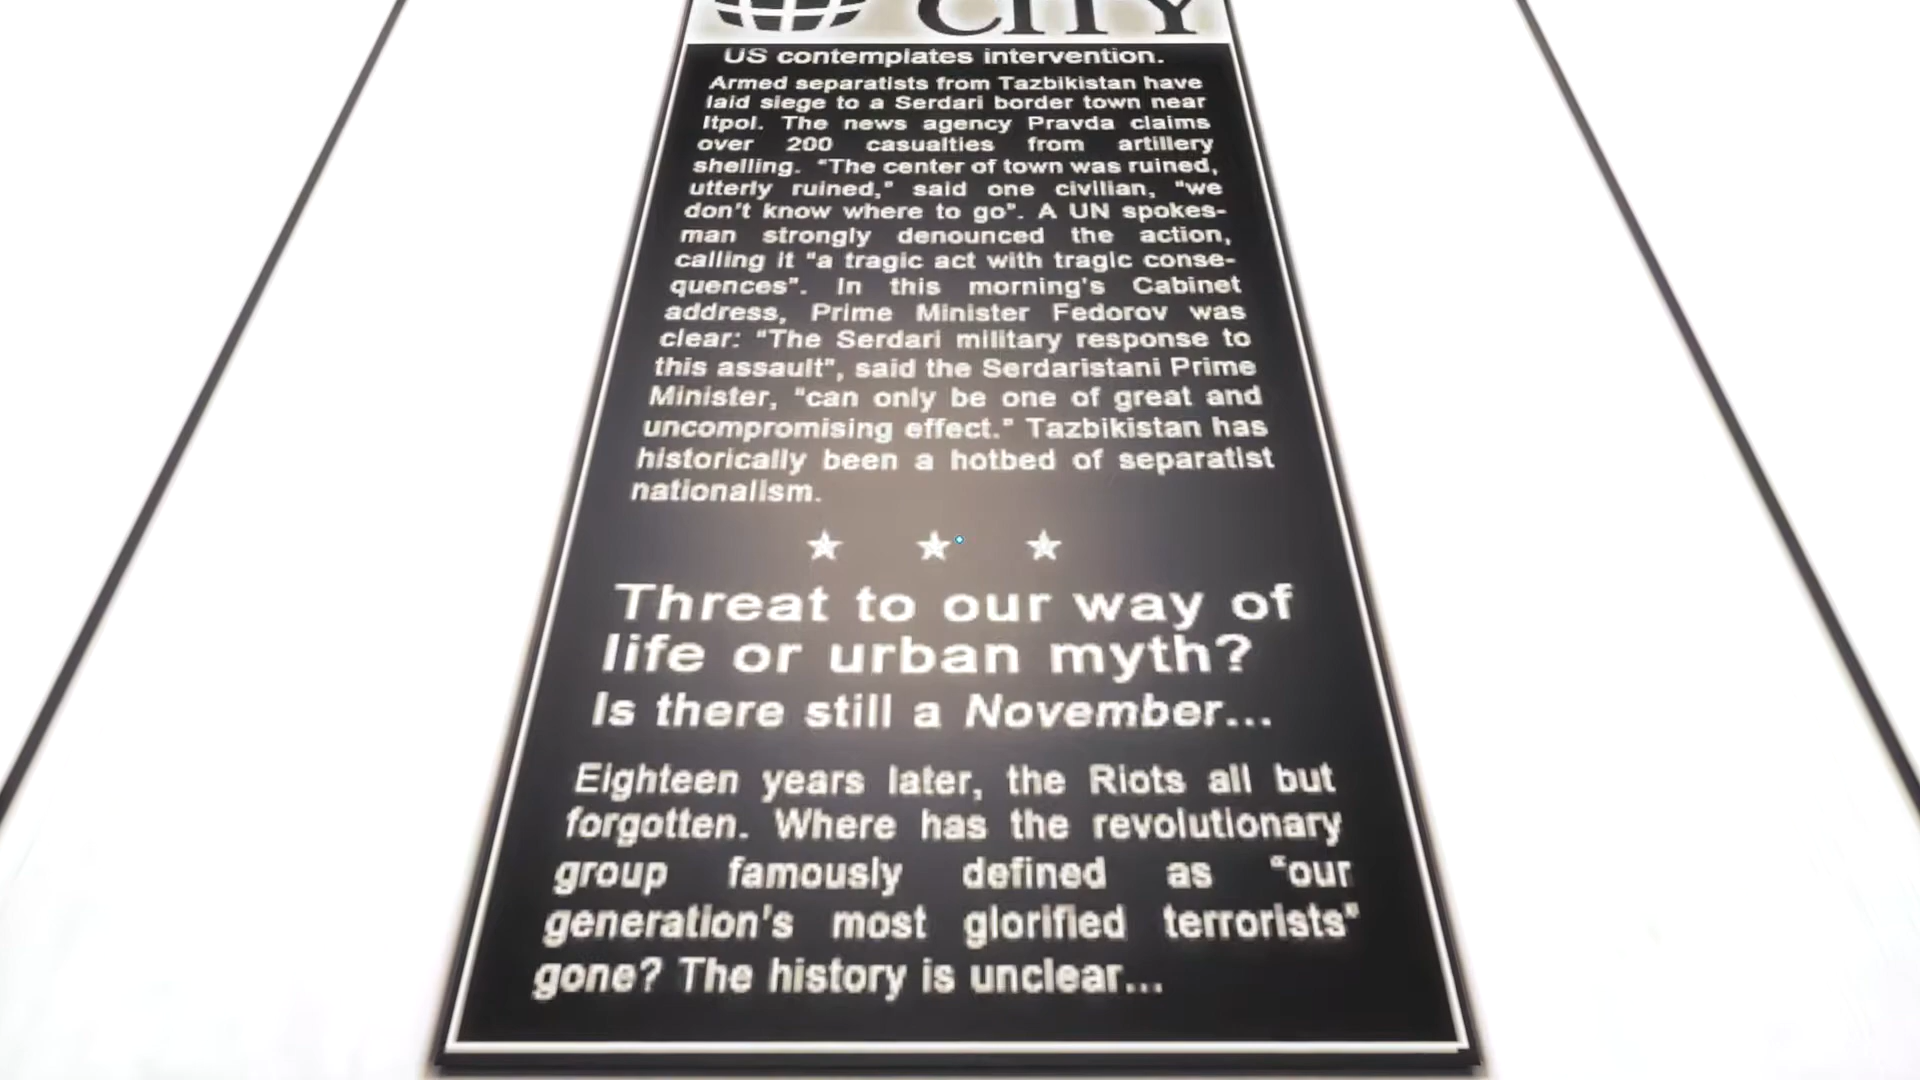 CITY
US contemplates intervention.
Armed separatists from Tazbikistan have
laid siege to a Serdari border town near
Itpol. The news agency Pravda claims
over 200 casualties from artillery
shelling. "The center of town was ruined,
utterly ruined," said one civilian, "we
don't know where to go". A UN spokes-
man strongly denounced the action,
calling it "a tragic act with tragic conse-
quences". In this morning's Cabinet
address, Prime Minister Fedorov was
clear: "The Serdari military response to
this assault", said the Serdaristani Prime
Minister, "can only be one of great and
uncompromising effect." Tazbikistan has
historically been a hotbed of separatist
nationalism.
★ ★ ★
Threat to our way of
life or urban myth?
Is there still a November...
Eighteen years later, the Riots all but
forgotten. Where has the revolutionary
group famously defined as "our
generation's most glorified terrorists"
gone? The history is unclear...